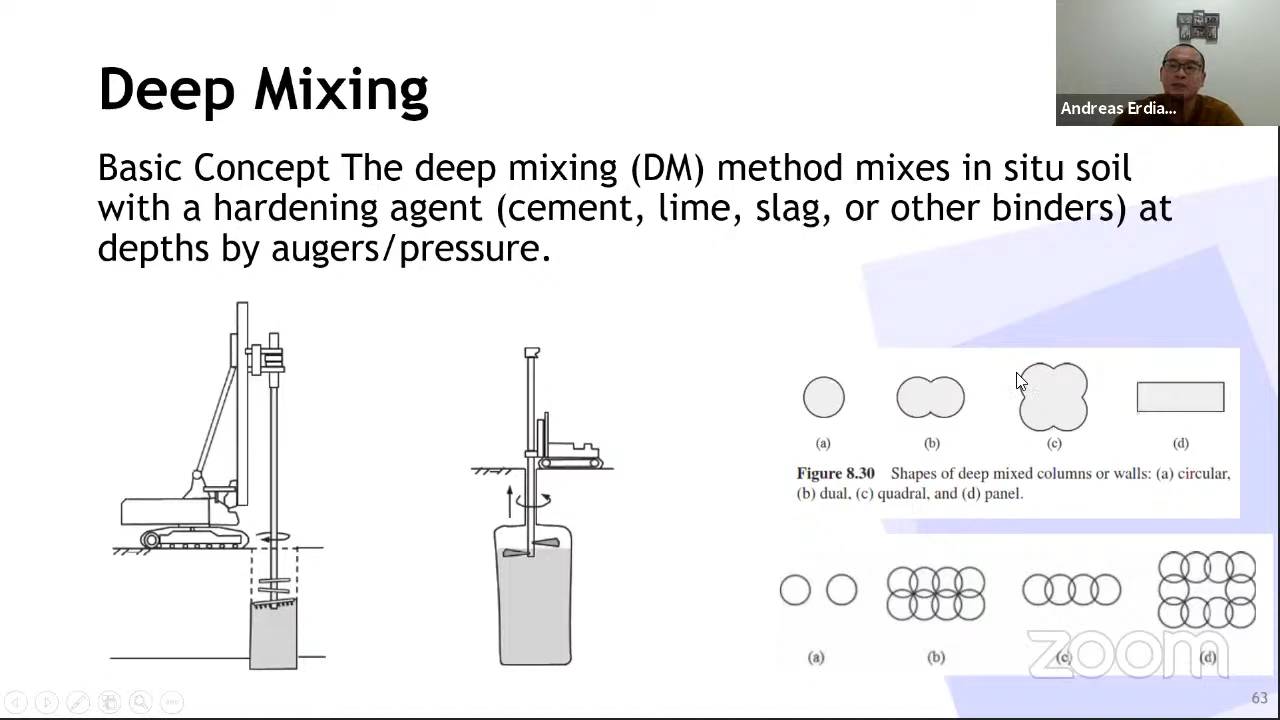 Andreas Erdia...
Deep Mixing
Basic Concept The deep mixing (DM) method mixes in situ soil
with a hardening agent (cement, lime, slag, or other binders) at
depths by augers/pressure.
(a) (b) (c) (d)
Figure 8.30 Shapes of deep mixed columns or walls: (a) circular,
(b) dual, (c) quadral, and (d) panel.
(a) (b) (c) (d)
zoom
63